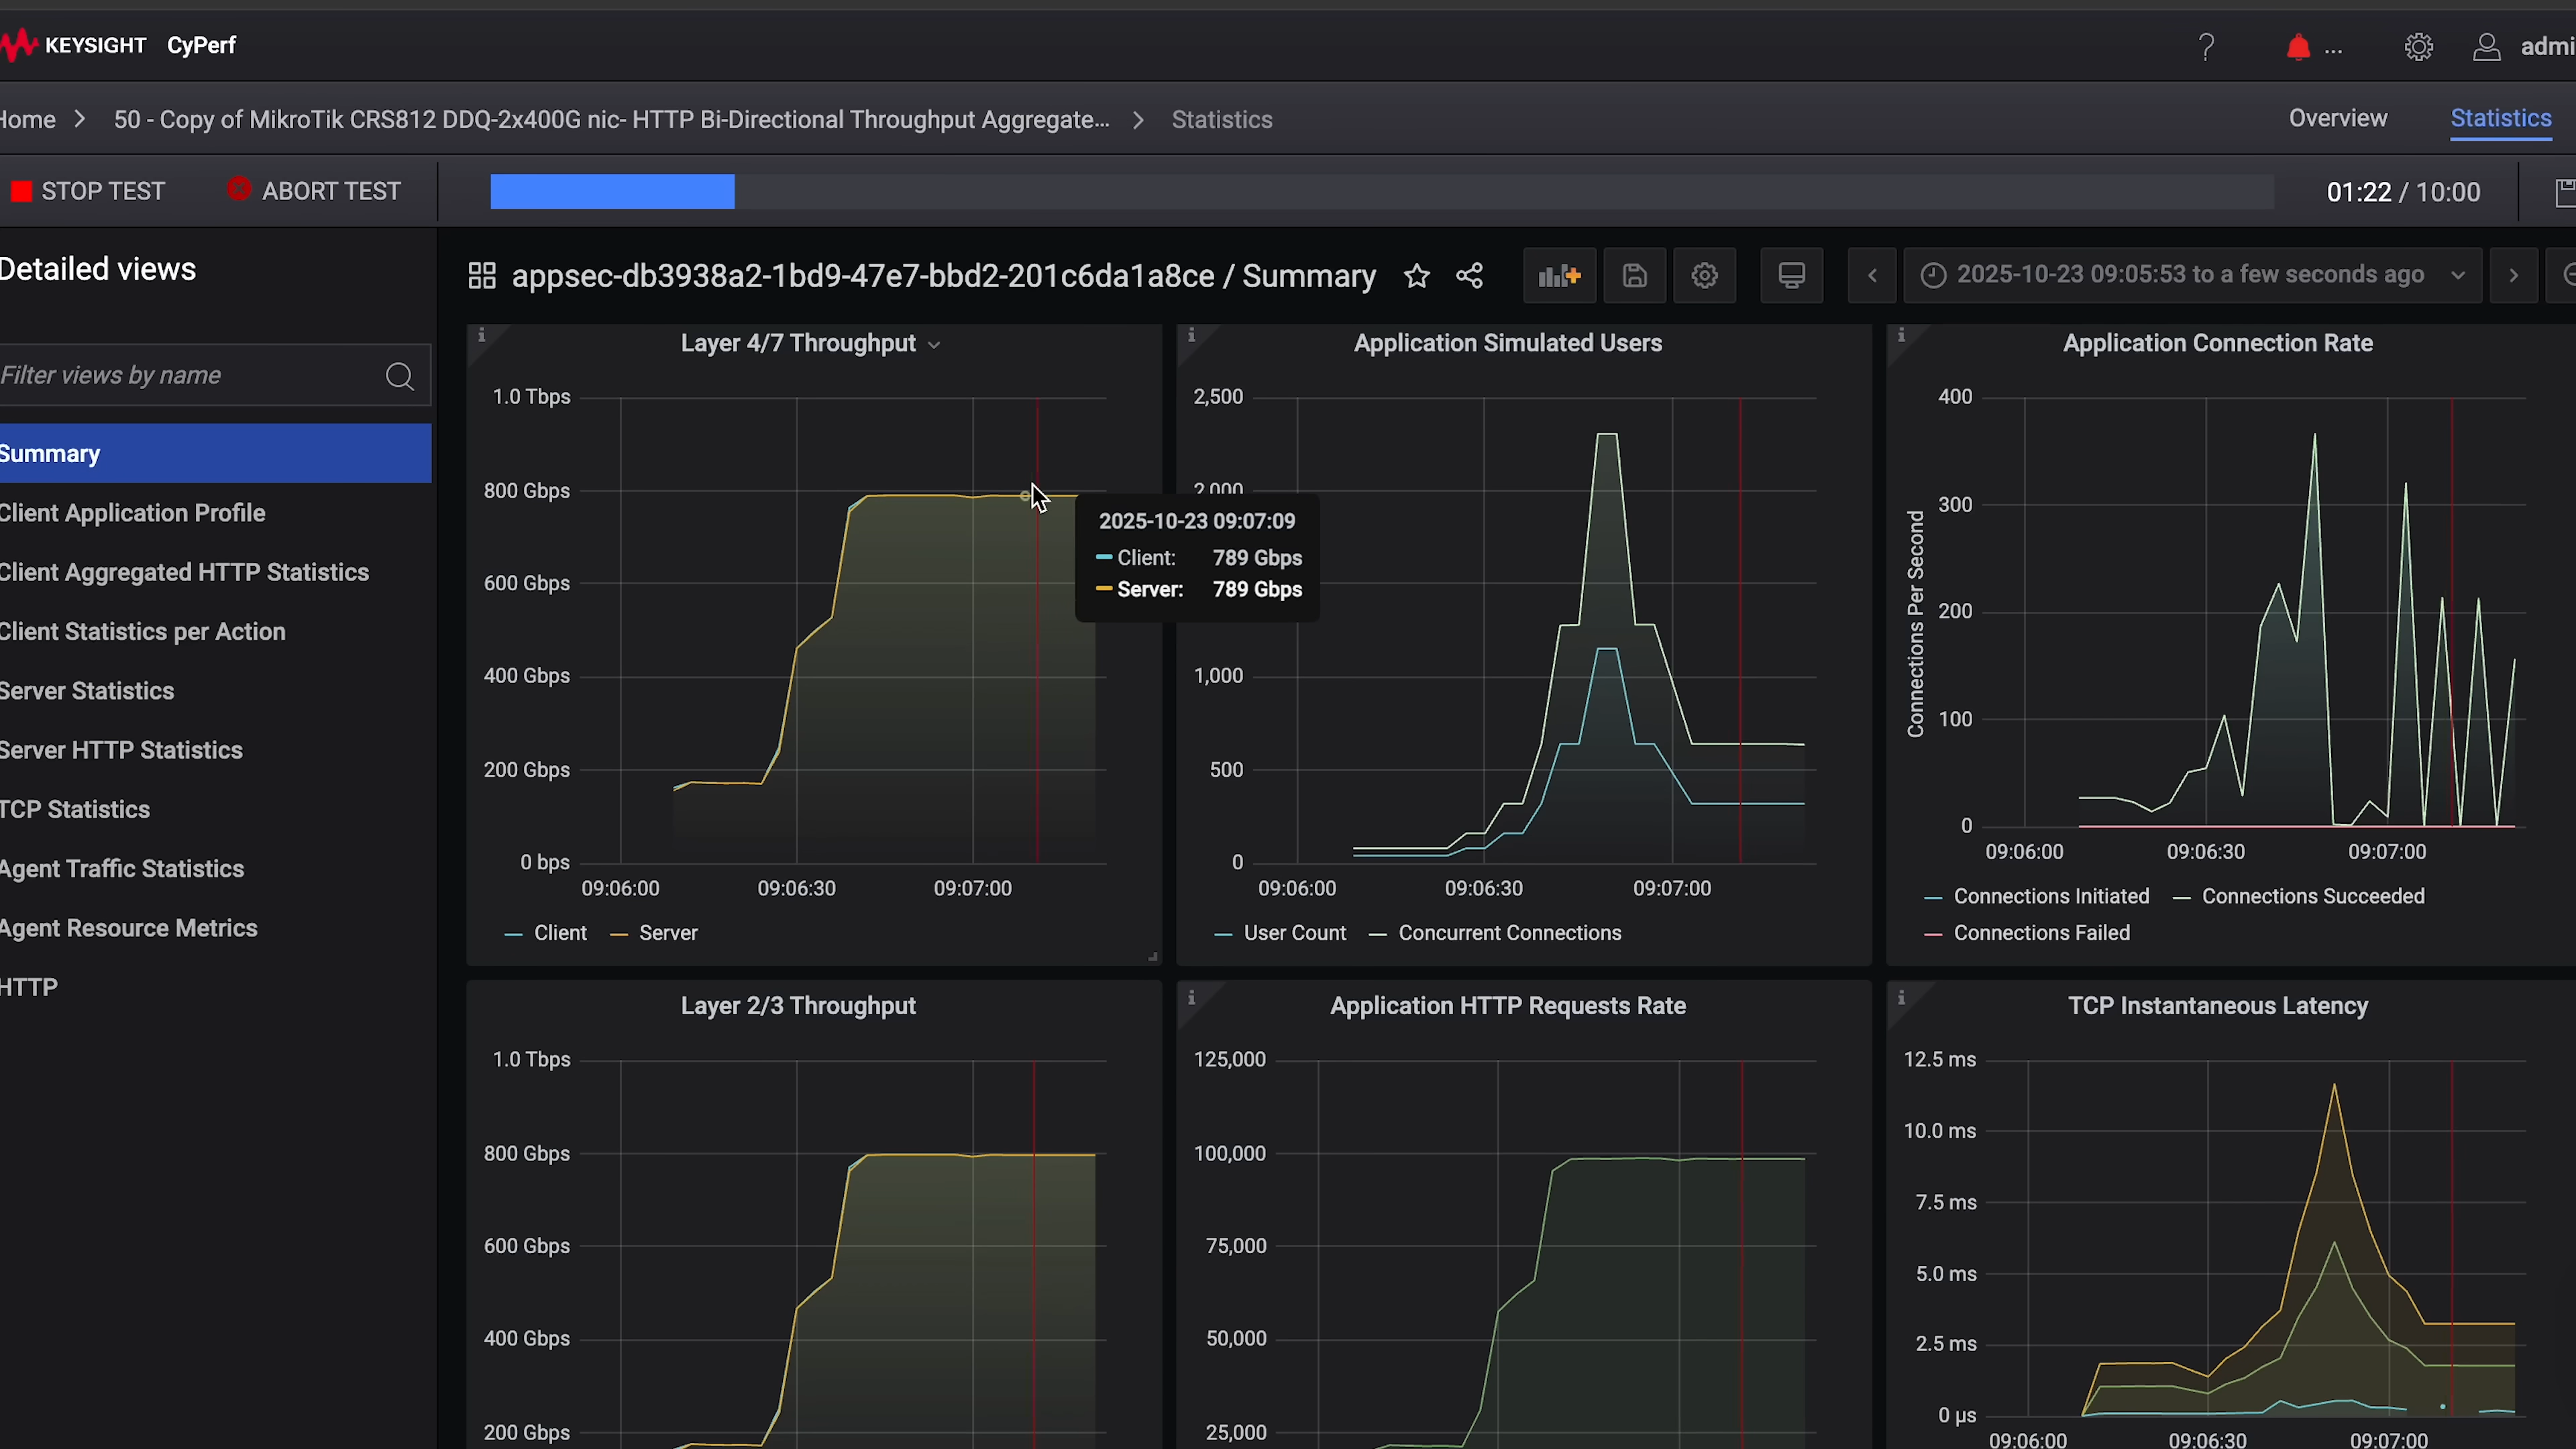 KEYSIGHT CyPerf
?
...
admi
Home > 50 - Copy of MikroTik CRS812 DDQ-2x400G nic- HTTP Bi-Directional Throughput Aggregate... > Statistics
Overview
Statistics
STOP TEST
ABORT TEST
01:22 / 10:00
Detailed views
Filter views by name
Summary
Client Application Profile
Client Aggregated HTTP Statistics
Client Statistics per Action
Server Statistics
Server HTTP Statistics
TCP Statistics
Agent Traffic Statistics
Agent Resource Metrics
HTTP
appsec-db3938a2-1bd9-47e7-bbd2-201c6da1a8ce / Summary
2025-10-23 09:05:53 to a few seconds ago
Layer 4/7 Throughput
1.0 Tbps
800 Gbps
600 Gbps
400 Gbps
200 Gbps
0 bps
09:06:00 09:06:30 09:07:00
Client Server
2025-10-23 09:07:09
Client: 789 Gbps
Server: 789 Gbps
Application Simulated Users
2,500
2,000
1,000
500
0
09:06:00 09:06:30 09:07:00
User Count Concurrent Connections
Application Connection Rate
Connections Per Second
400
300
200
100
0
09:06:00 09:06:30 09:07:00
Connections Initiated Connections Succeeded
Connections Failed
Layer 2/3 Throughput
1.0 Tbps
800 Gbps
600 Gbps
400 Gbps
200 Gbps
Application HTTP Requests Rate
125,000
100,000
75,000
50,000
25,000
TCP Instantaneous Latency
12.5 ms
10.0 ms
7.5 ms
5.0 ms
2.5 ms
0 µs
09:06:00 09:06:30 09:07:00